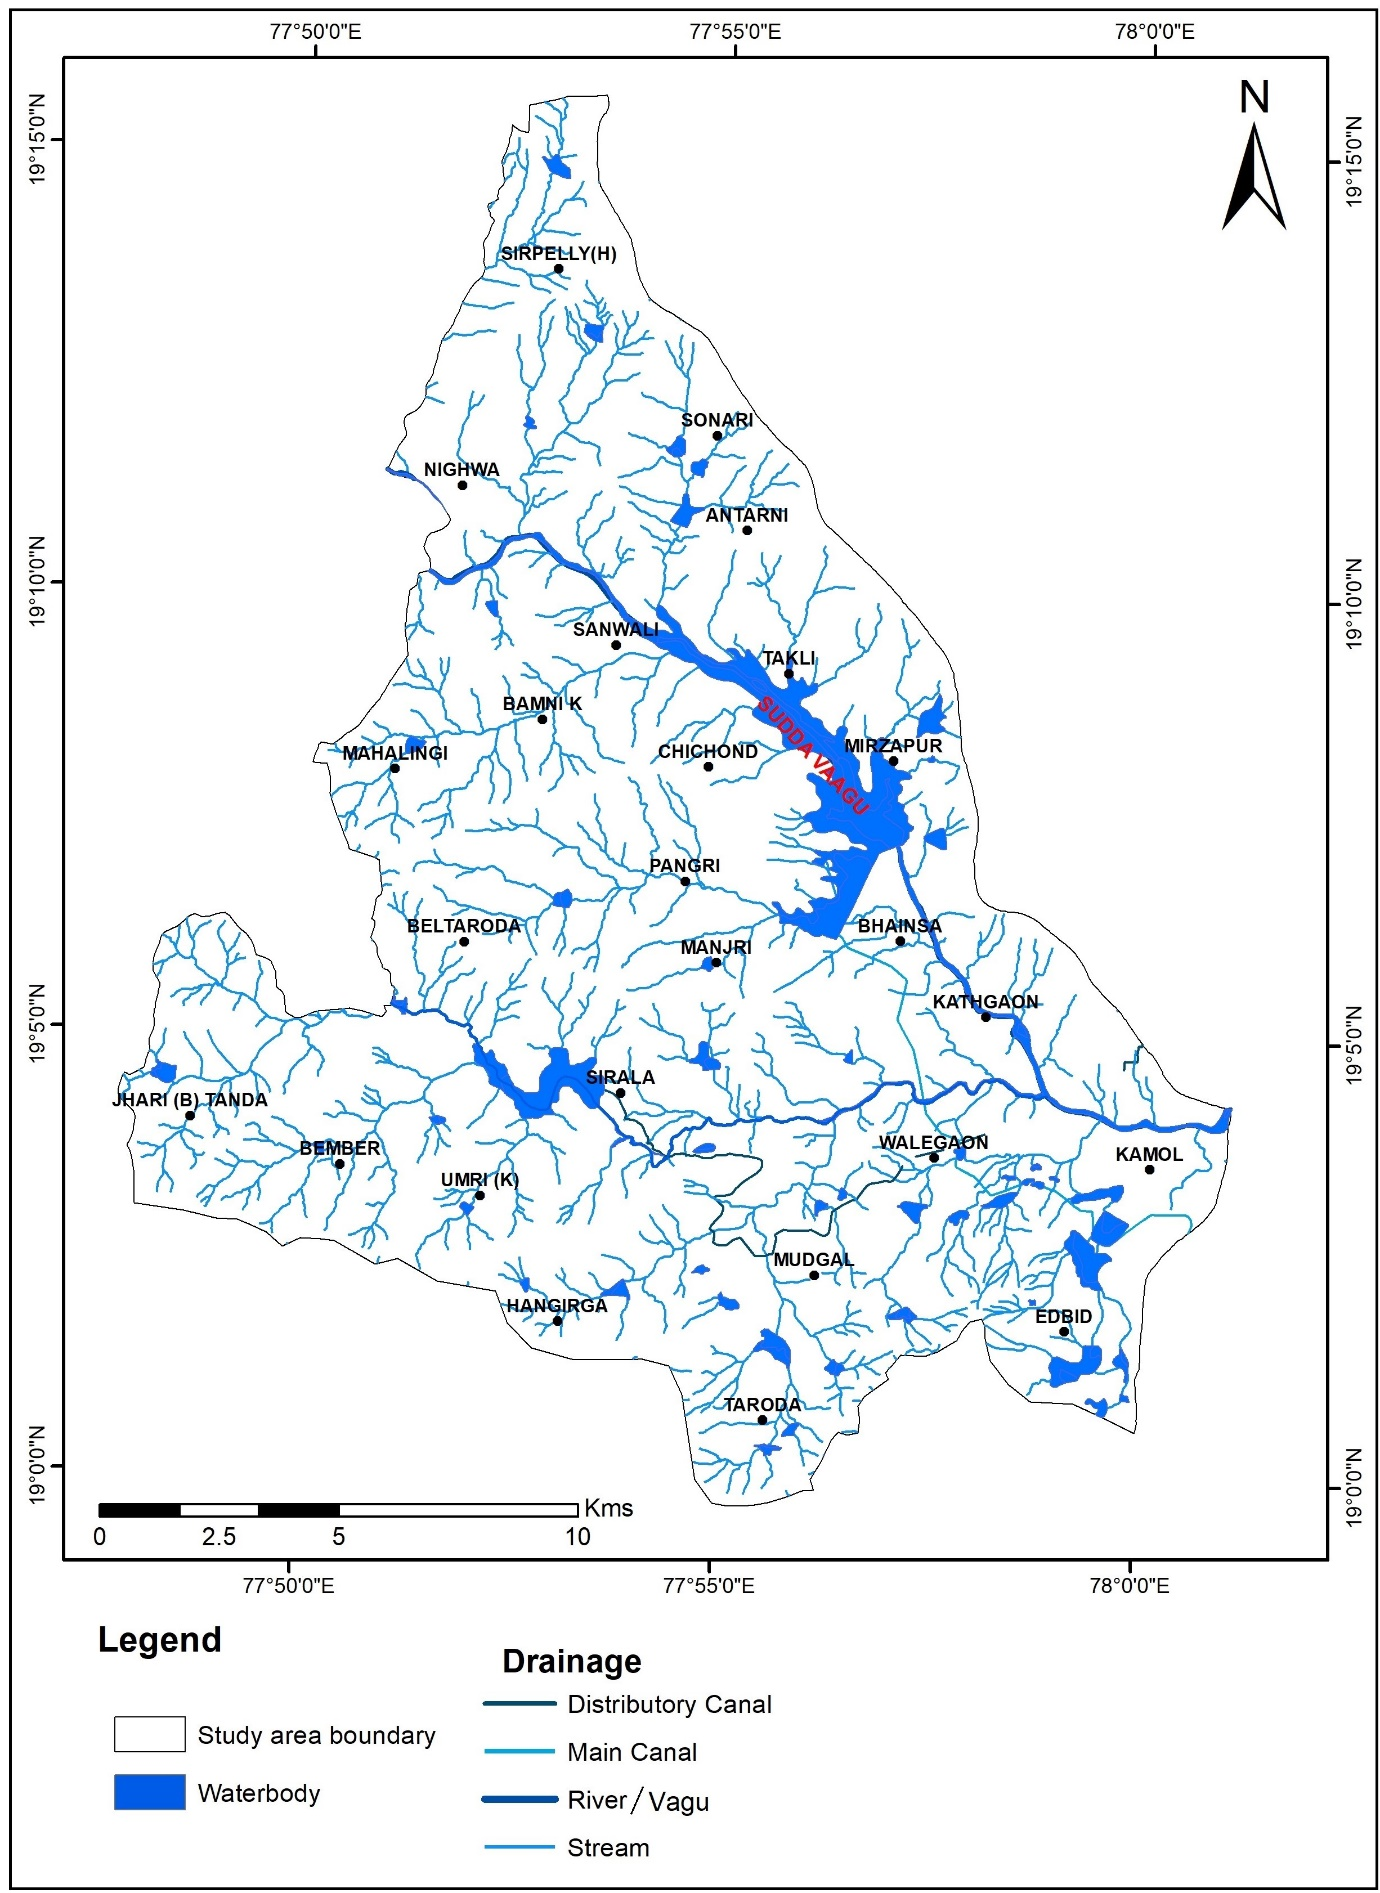 77°50'0"E 77°55'0"E 78°0'0"E
N
19°15'0"N
19°15'0"N
SIRPELLY(H)
SONARI
NIGHWA
ANTARNI
19°10'0"N
19°10'0"N
SANWALI
TAKLI
BAMNI K
SUDDA VAAGU
MAHALINGI
CHICHOND
MIRZAPUR
PANGRI
BELTARODA
BHAINSA
MANJRI
KATHGAON
19°5'0"N
19°5'0"N
SIRALA
JHARI (B) TANDA
BEMBER
WALEGAON
KAMOL
UMRI (K)
MUDGAL
HANGIRGA
EDBID
TARODA
19°0'0"N
19°0'0"N
Kms
0 2.5 5 10
77°50'0"E 77°55'0"E 78°0'0"E
Legend
Study area boundary
Waterbody
Drainage
Distributory Canal
Main Canal
River/Vagu
Stream